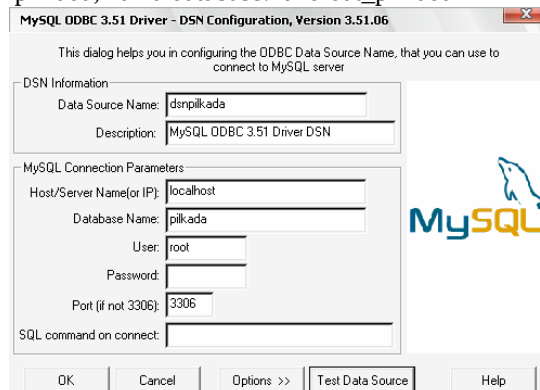 MySQL ODBC 3.51 Driver - DSN Configuration, Version 3.51.06
This dialog helps you in configuring the ODBC Data Source Name, that you can use to
connect to MySQL server
DSN Information
Data Source Name: dsnpilkada
Description: MySQL ODBC 3.51 Driver DSN
MySQL Connection Parameters
Host/Server Name(or IP): localhost
Database Name: pilkada
User: root
Password:
Port (if not 3306): 3306
SQL command on connect:
MySQL
OK Cancel Options >> Test Data Source Help